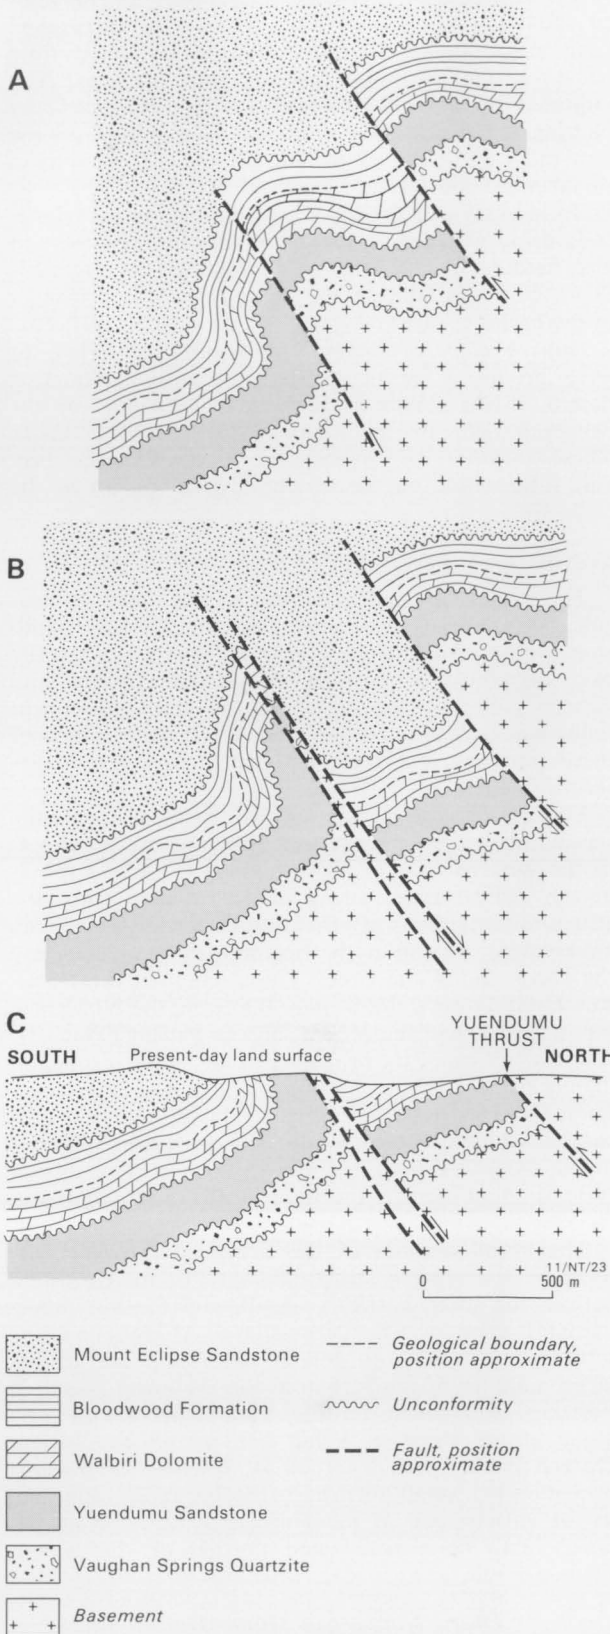 A
B
C
YUENDUMU
THRUST
SOUTH
Present-day land surface
NORTH
11/NT/23
0
500 m
Mount Eclipse Sandstone
Bloodwood Formation
Walbiri Dolomite
Yuendumu Sandstone
Vaughan Springs Quartzite
Basement
Geological boundary,
position approximate
Unconformity
Fault, position
approximate